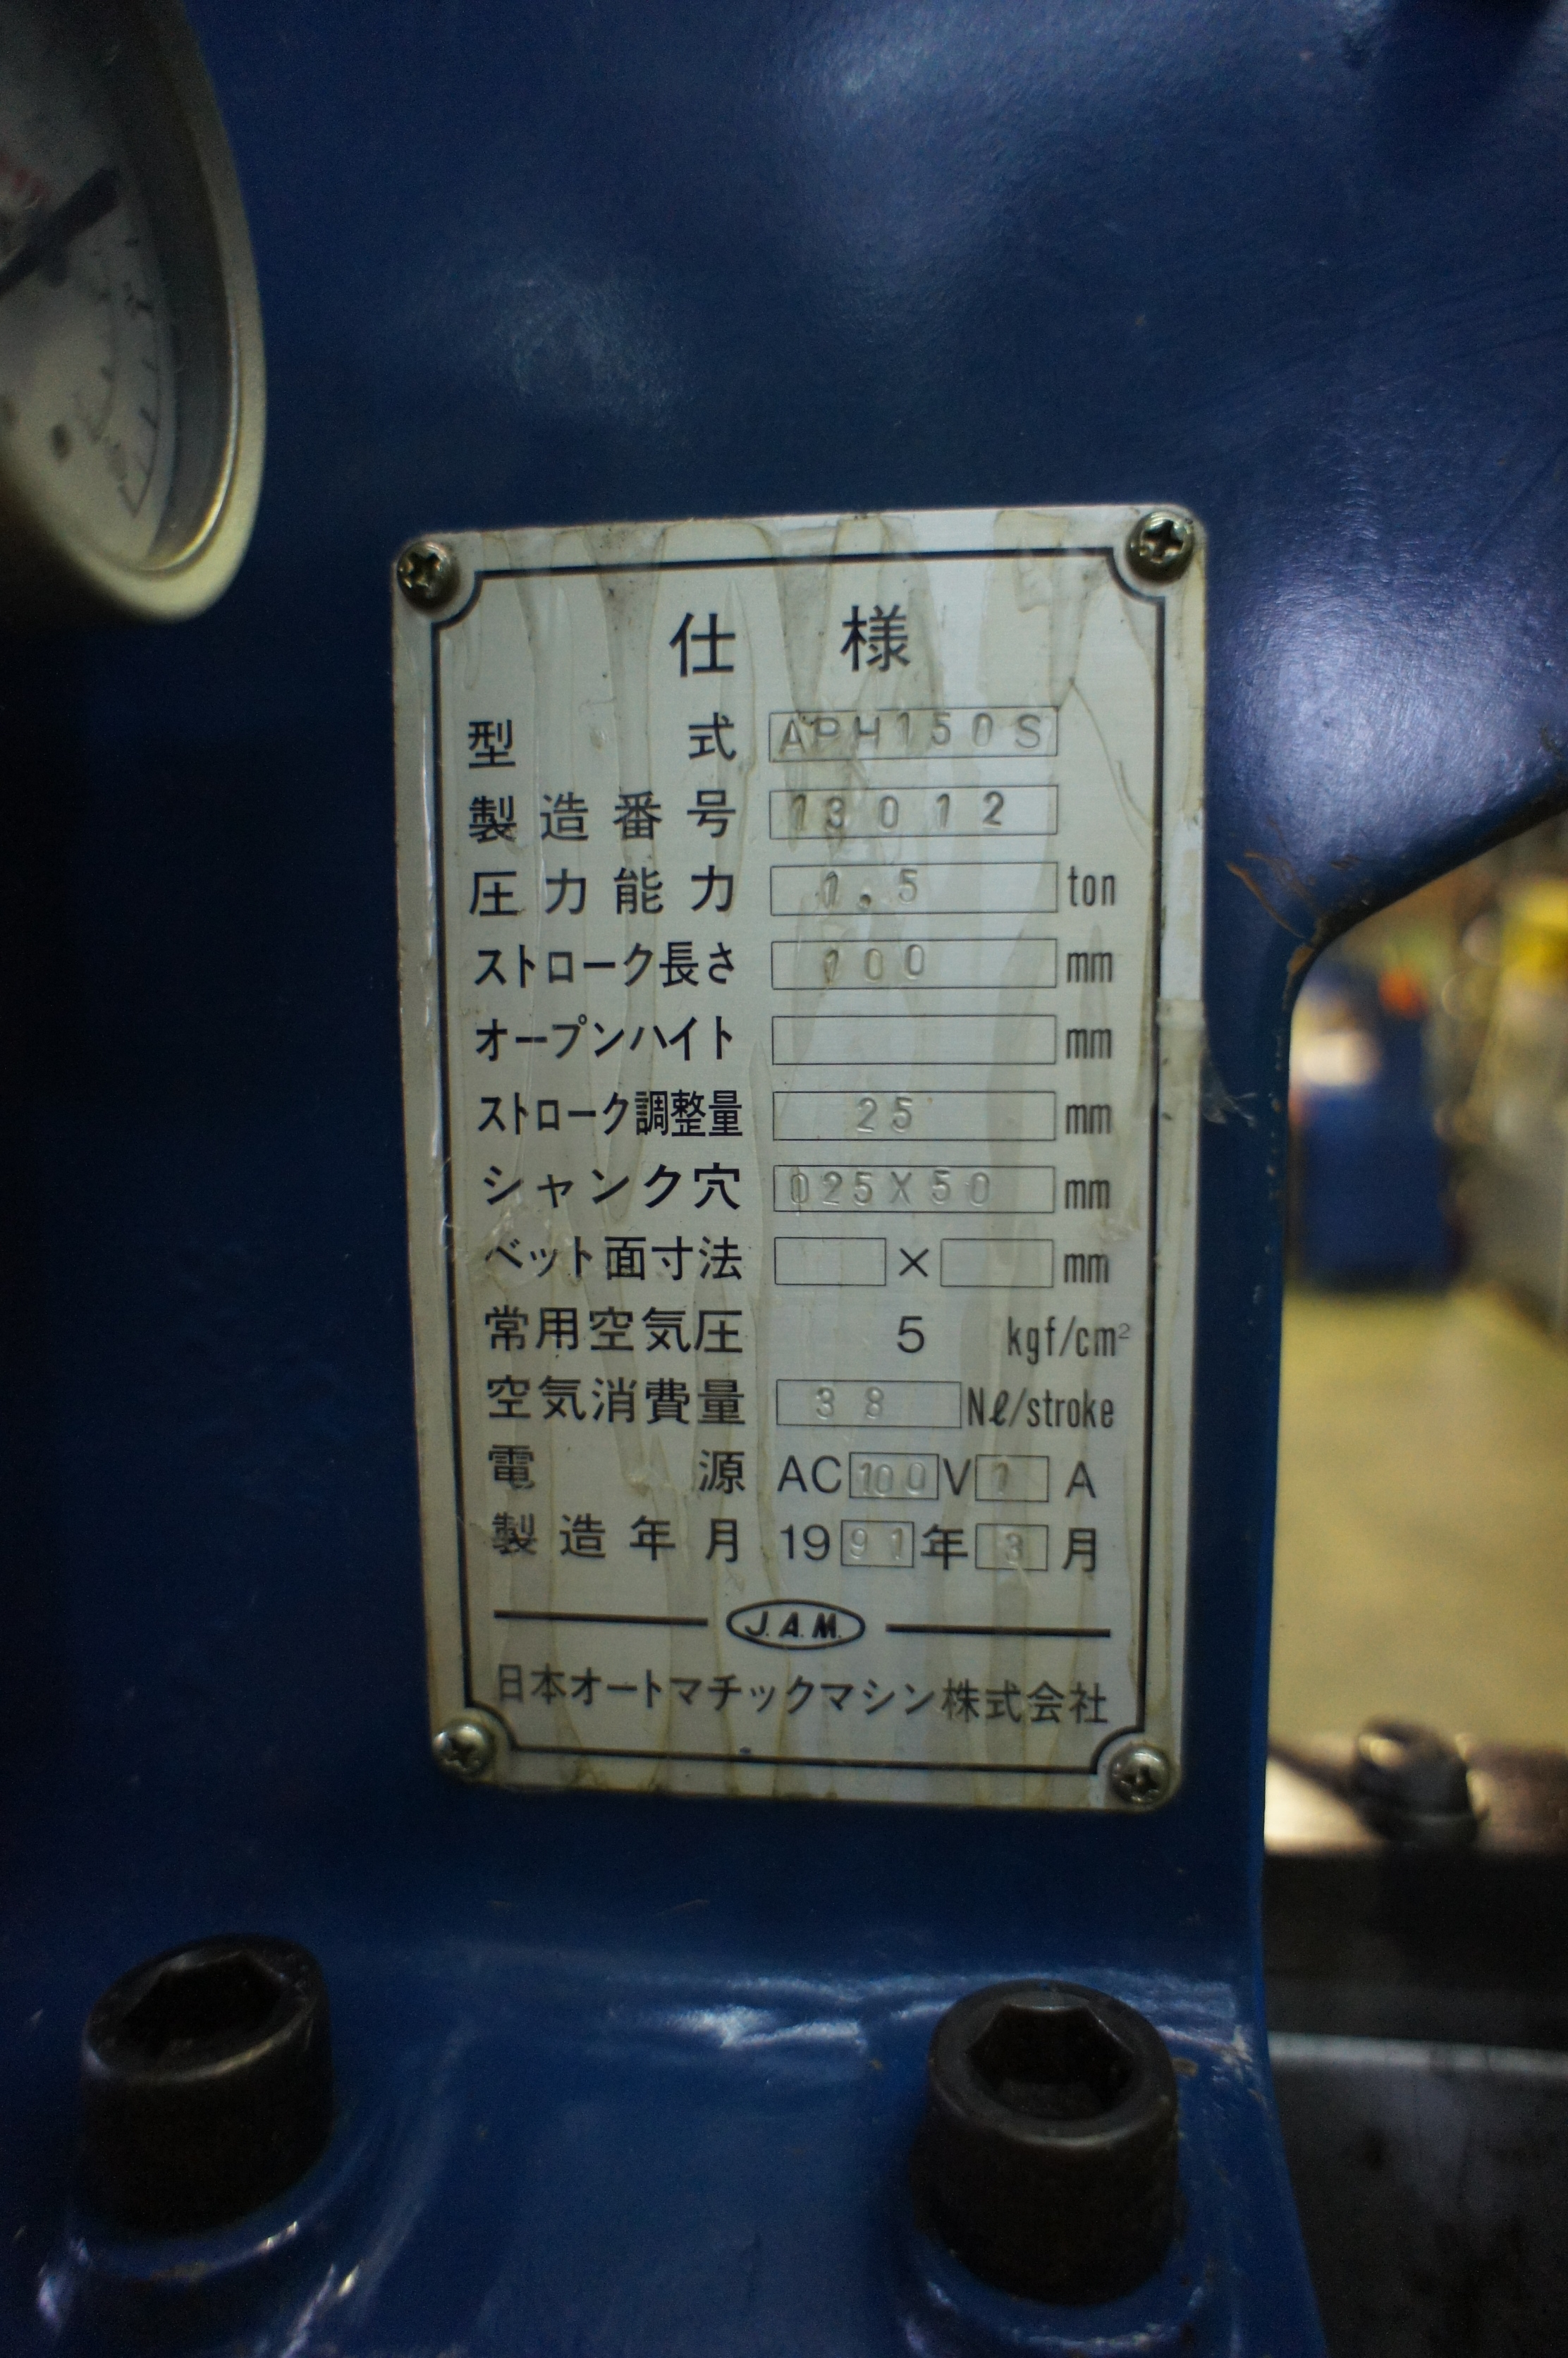 仕様
型式 APH150S
製造番号 13012
圧力能力 1.5 ton
ストローク長さ 100 mm
オープンハイト mm
ストローク調整量 25 mm
シャンク穴 025X50 mm
ベット面寸法 × mm
常用空気圧 5 kgf/cm²
空気消費量 38 Nℓ/stroke
電源 AC 100 V 1 A
製造年月 1991年3月
J.A.M.
日本オートマチックマシン株式会社